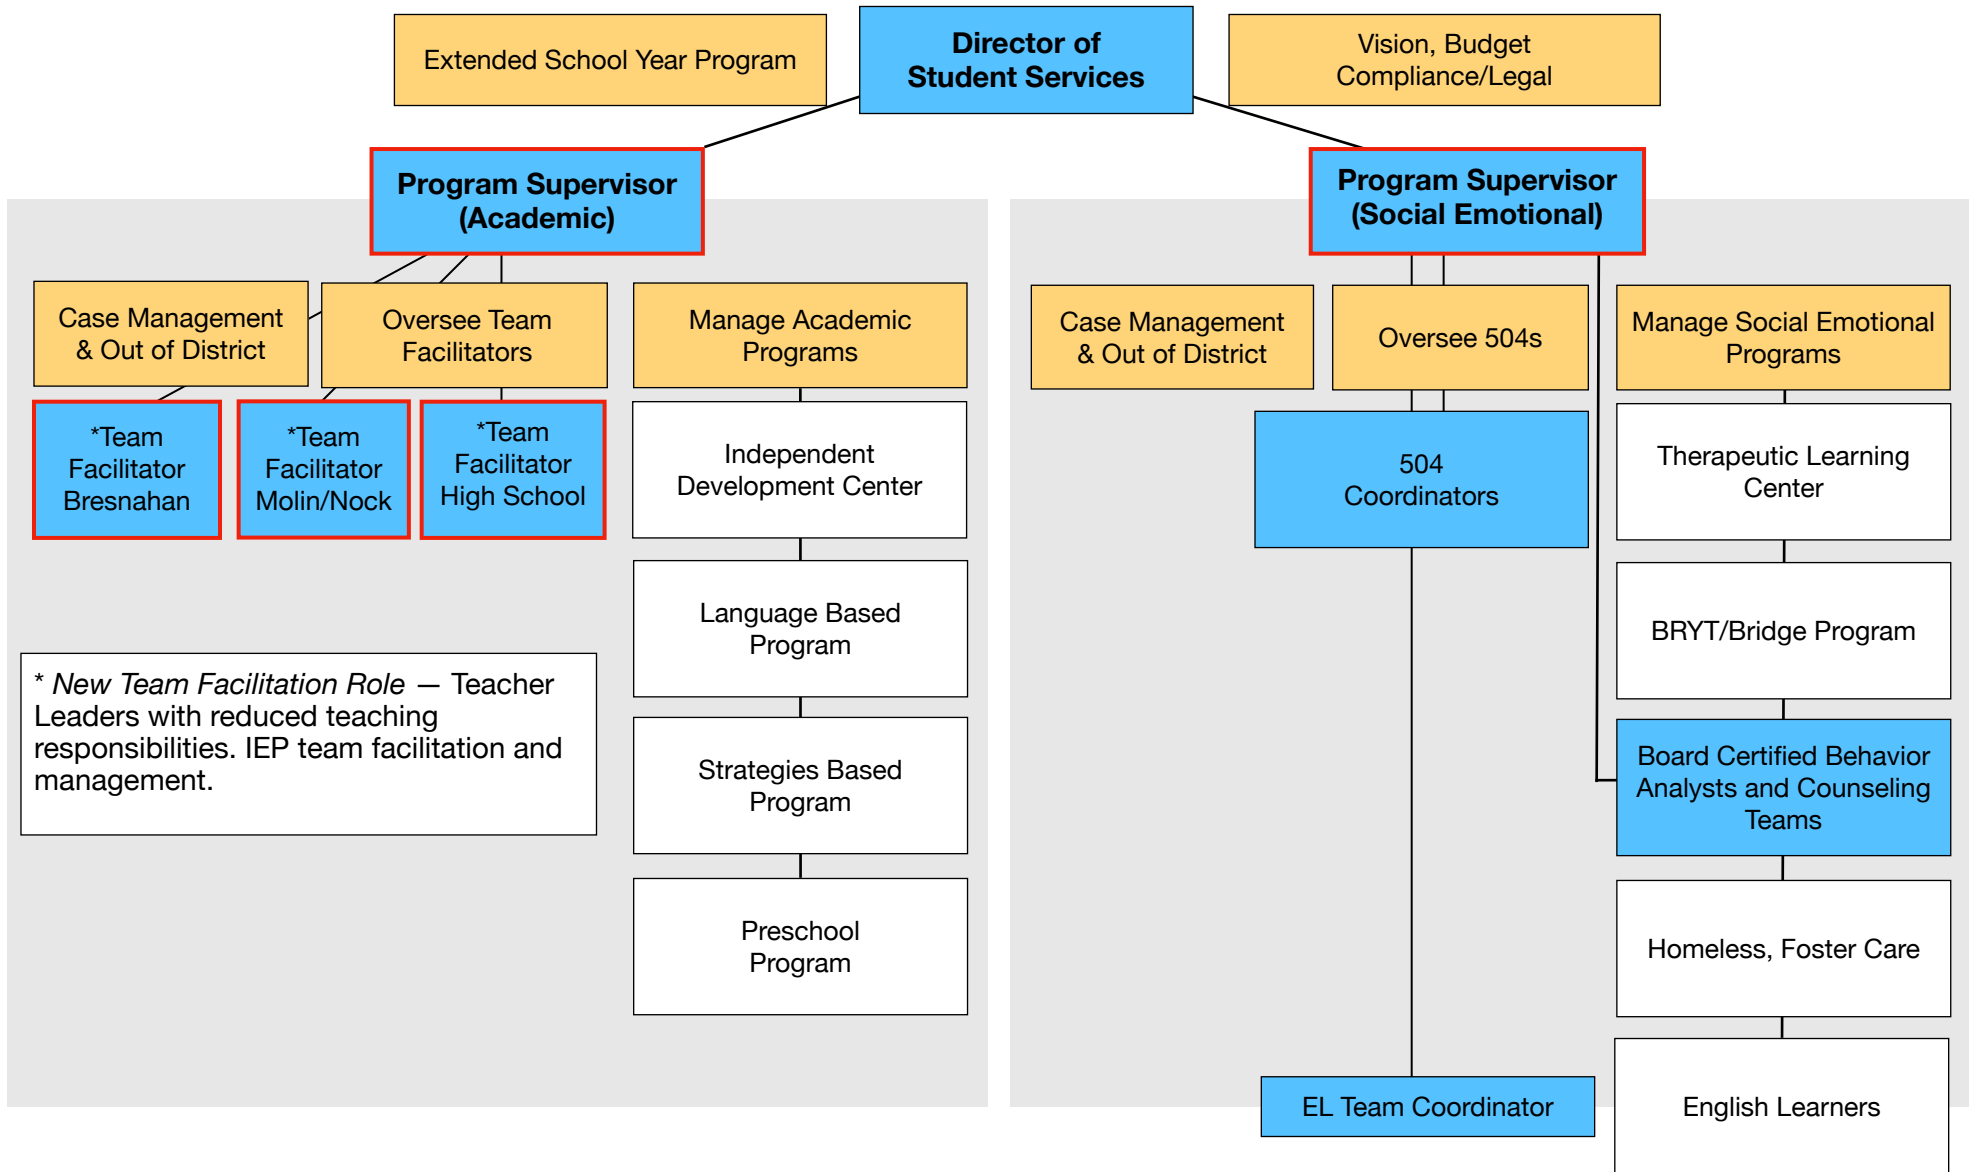 Extended School Year Program
Director of
Student Services
Vision, Budget
Compliance/Legal
Program Supervisor
(Academic)
Program Supervisor
(Social Emotional)
Case Management
& Out of District
Oversee Team
Facilitators
Manage Academic
Programs
Case Management
& Out of District
Oversee 504s
Manage Social Emotional
Programs
*Team
Facilitator
Bresnahan
*Team
Facilitator
Molin/Nock
*Team
Facilitator
High School
Independent
Development Center
504
Coordinators
Therapeutic Learning
Center
Language Based
Program
BRYT/Bridge Program
* New Team Facilitation Role — Teacher
Leaders with reduced teaching
responsibilities. IEP team facilitation and
management.
Strategies Based
Program
Board Certified Behavior
Analysts and Counseling
Teams
Preschool
Program
Homeless, Foster Care
EL Team Coordinator
English Learners